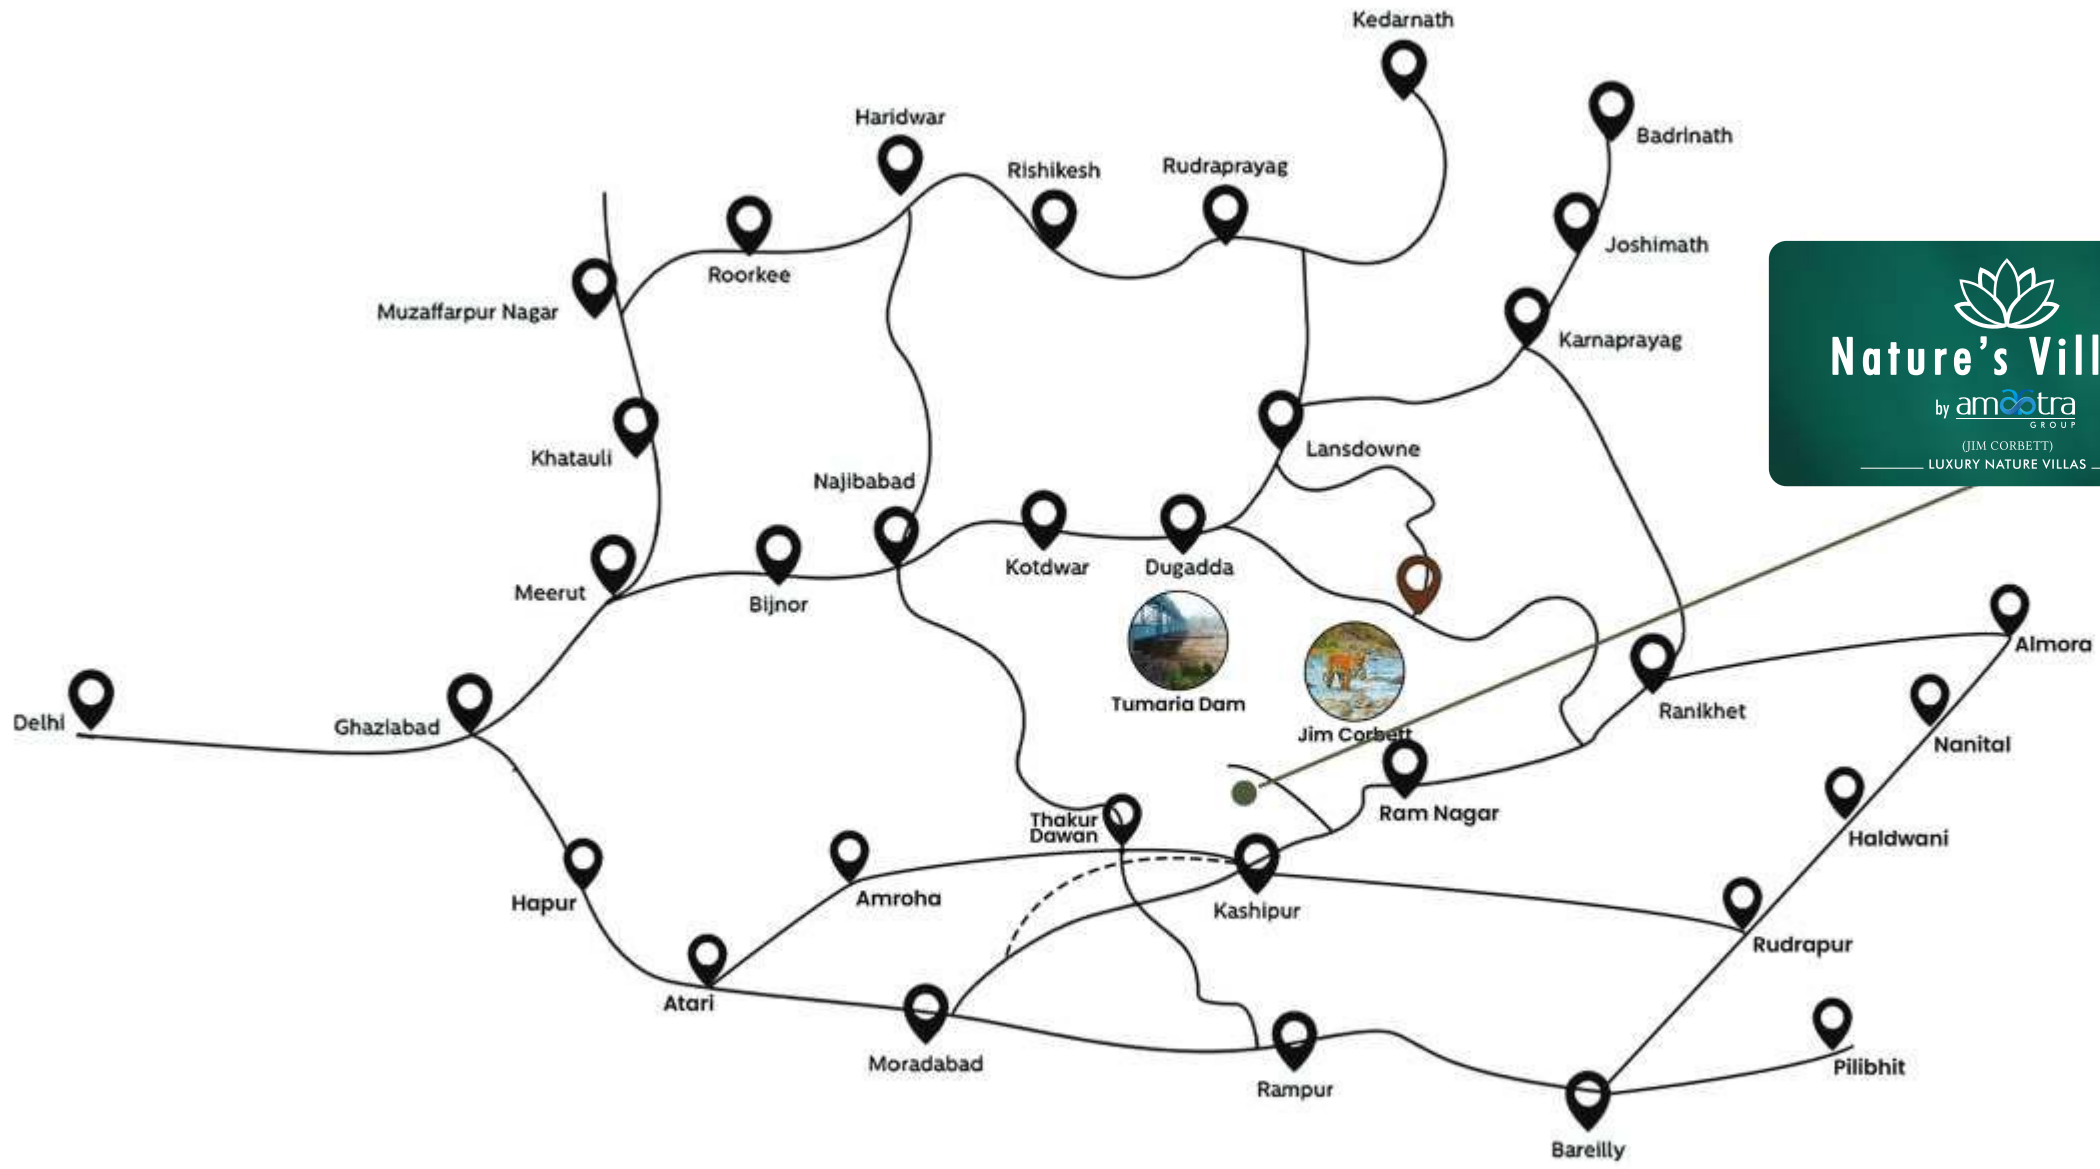 Kedarnath
Haridwar
Badrinath
Rishikesh
Rudraprayag
Joshimath
Roorkee
Muzaffarpur Nagar
Karnaprayag
Nature's Vill
by amaatra
GROUP
(JIM CORBETT)
LUXURY NATURE VILLAS
Khatauli
Lansdowne
Najibabad
Meerut
Bijnor
Kotdwar
Dugadda
Almora
Tumaria Dam
Jim Corbett
Ranikhet
Delhi
Ghaziabad
Nanital
Ram Nagar
Thakur
Dawan
Haldwani
Hapur
Amroha
Kashipur
Rudrapur
Atari
Moradabad
Rampur
Pilibhit
Bareilly